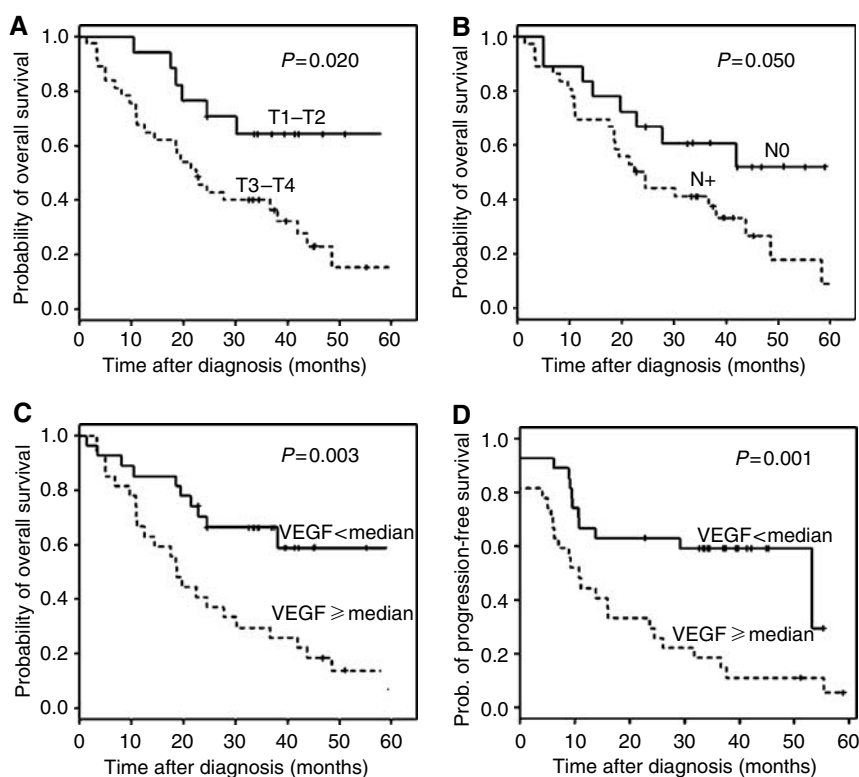 A
Probability of overall survival
1.0
0.8
0.6
0.4
0.2
0.0
P=0.020
T1–T2
T3–T4
0 10 20 30 40 50 60
Time after diagnosis (months)
B
Probability of overall survival
1.0
0.8
0.6
0.4
0.2
0.0
P=0.050
N0
N+
0 10 20 30 40 50 60
Time after diagnosis (months)
C
Probability of overall survival
1.0
0.8
0.6
0.4
0.2
0.0
P=0.003
VEGF<median
VEGF⩾median
0 10 20 30 40 50 60
Time after diagnosis (months)
D
Prob. of progression-free survival
1.0
0.8
0.6
0.4
0.2
0.0
P=0.001
VEGF<median
VEGF⩾median
0 10 20 30 40 50 60
Time after diagnosis (months)